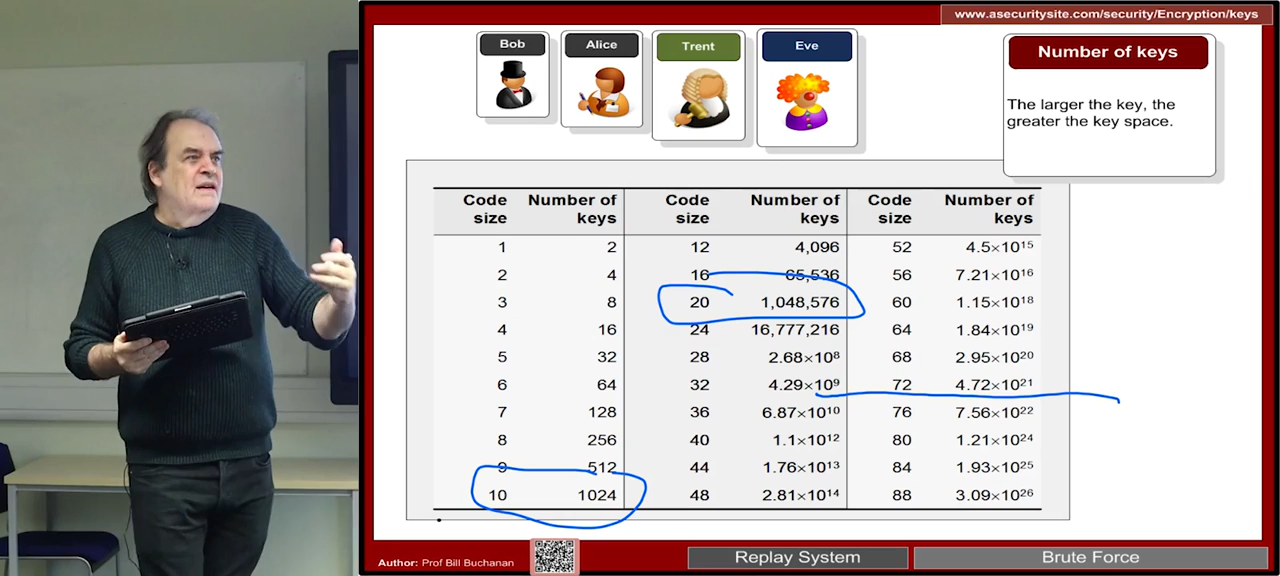 www.asecuritysite.com/security/Encryption/keys
Bob
Alice
Trent
Eve
Number of keys
The larger the key, the
greater the key space.
Code size Number of keys Code size Number of keys Code size Number of keys
1 2 12 4,096 52 4.5×10¹⁵
2 4 16 65,536 56 7.21×10¹⁶
3 8 20 1,048,576 60 1.15×10¹⁸
4 16 24 16,777,216 64 1.84×10¹⁹
5 32 28 2.68×10⁸ 68 2.95×10²⁰
6 64 32 4.29×10⁹ 72 4.72×10²¹
7 128 36 6.87×10¹⁰ 76 7.56×10²²
8 256 40 1.1×10¹² 80 1.21×10²⁴
9 512 44 1.76×10¹³ 84 1.93×10²⁵
10 1024 48 2.81×10¹⁴ 88 3.09×10²⁶
Author: Prof Bill Buchanan
Replay System
Brute Force